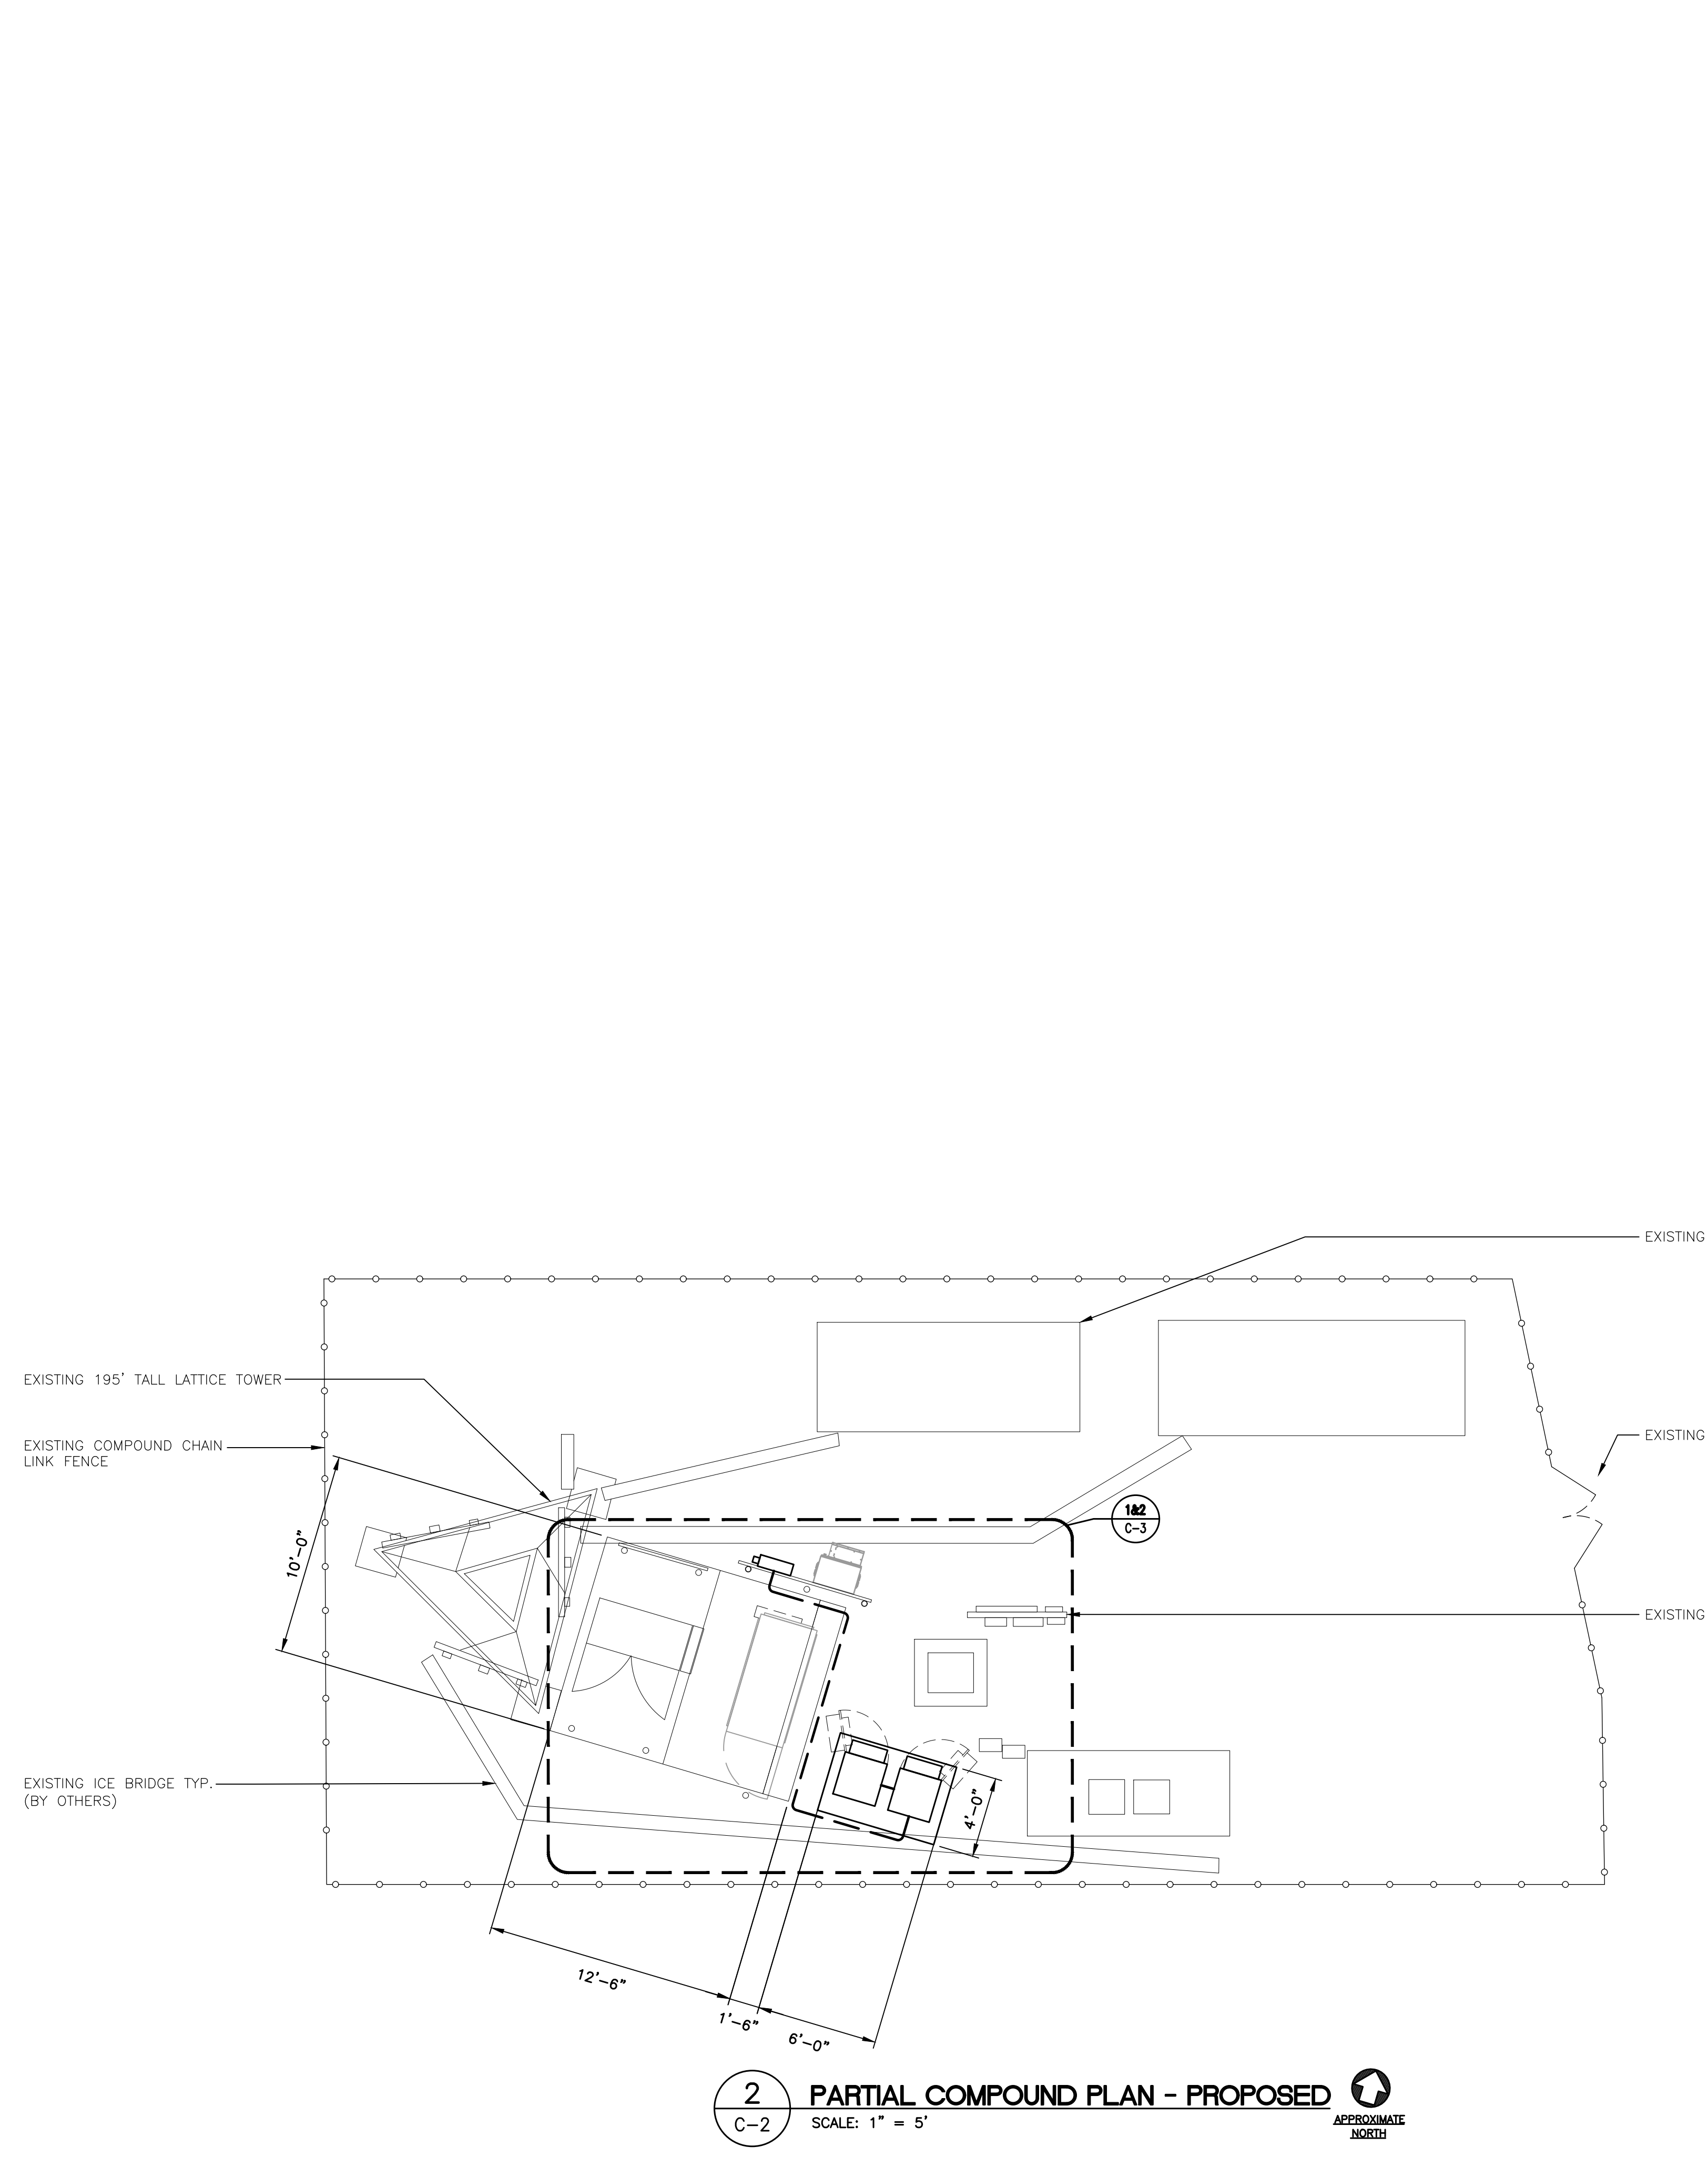 EXISTING
EXISTING 195' TALL LATTICE TOWER
EXISTING COMPOUND CHAIN
LINK FENCE
EXISTING
1&2
C-3
10'-0"
EXISTING
EXISTING ICE BRIDGE TYP.
(BY OTHERS)
4'-0"
12'-6"
1'-6"
6'-0"
2
C-2
PARTIAL COMPOUND PLAN - PROPOSED
SCALE: 1" = 5'
APPROXIMATE
NORTH